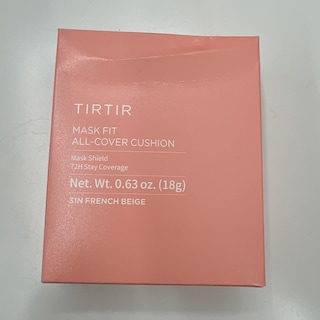 TIRTIR
MASK FIT
ALL-COVER CUSHION
Mask Shield
72H Stay Coverage
Net. Wt. 0.63 oz. (18g)
31N FRENCH BEIGE